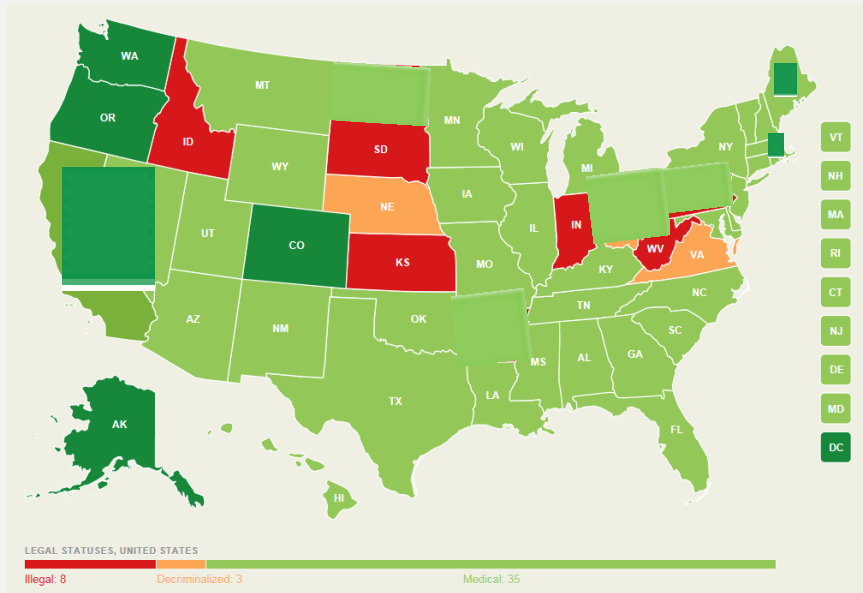 WA
OR
ID
MT
WY
SD
NE
UT
CO
KS
AZ
NM
OK
TX
MN
IA
MO
WI
IL
MI
IN
KY
TN
MS
AL
GA
LA
FL
SC
NC
VA
WV
NY
AK
HI
VT
NH
MA
RI
CT
NJ
DE
MD
DC
LEGAL STATUSES, UNITED STATES
Illegal: 8 Decriminalized: 3 Medical: 35